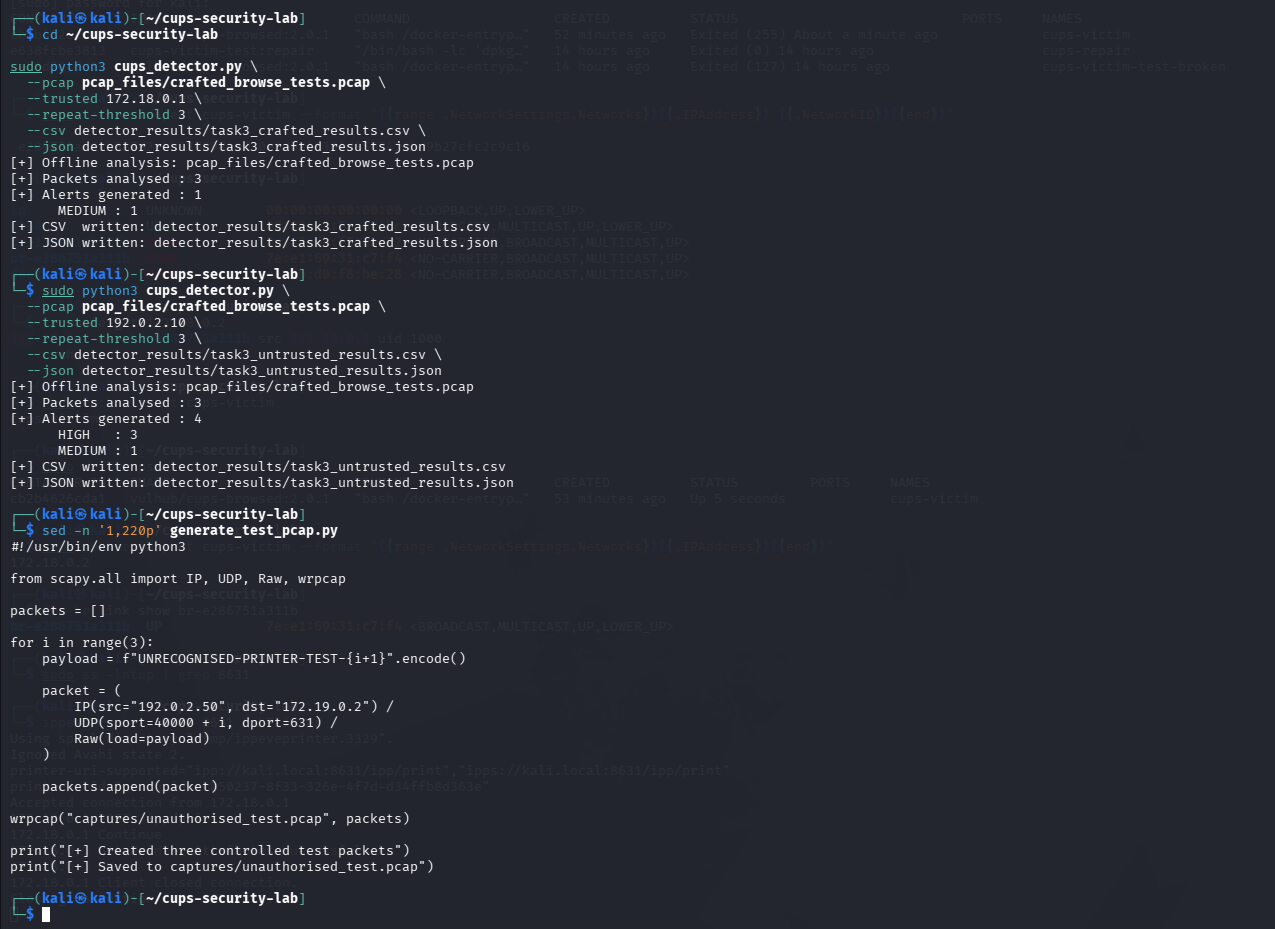 ┌──(kali㉿kali)-[~/cups-security-lab]
└─$ cd ~/cups-security-lab
sudo python3 cups_detector.py \
  --pcap pcap_files/crafted_browse_tests.pcap \
  --trusted 172.18.0.1 \
  --repeat-threshold 3 \
  --csv detector_results/task3_crafted_results.csv \
  --json detector_results/task3_crafted_results.json
[+] Offline analysis: pcap_files/crafted_browse_tests.pcap
[+] Packets analysed : 3
[+] Alerts generated : 1
      MEDIUM : 1
[+] CSV  written: detector_results/task3_crafted_results.csv
[+] JSON written: detector_results/task3_crafted_results.json
┌──(kali㉿kali)-[~/cups-security-lab]
└─$ sudo python3 cups_detector.py \
  --pcap pcap_files/crafted_browse_tests.pcap \
  --trusted 192.0.2.10 \
  --repeat-threshold 3 \
  --csv detector_results/task3_untrusted_results.csv \
  --json detector_results/task3_untrusted_results.json
[+] Offline analysis: pcap_files/crafted_browse_tests.pcap
[+] Packets analysed : 3
[+] Alerts generated : 4
      HIGH   : 3
      MEDIUM : 1
[+] CSV  written: detector_results/task3_untrusted_results.csv
[+] JSON written: detector_results/task3_untrusted_results.json
┌──(kali㉿kali)-[~/cups-security-lab]
└─$ sed -n '1,220p' generate_test_pcap.py
#!/usr/bin/env python3
from scapy.all import IP, UDP, Raw, wrpcap
packets = []
for i in range(3):
    payload = f"UNRECOGNISED-PRINTER-TEST-{i+1}".encode()
    packet = (
        IP(src="192.0.2.50", dst="172.19.0.2") /
        UDP(sport=40000 + i, dport=631) /
        Raw(load=payload)
    )
    packets.append(packet)
wrpcap("captures/unauthorised_test.pcap", packets)
print("[+] Created three controlled test packets")
print("[+] Saved to captures/unauthorised_test.pcap")
┌──(kali㉿kali)-[~/cups-security-lab]
└─$